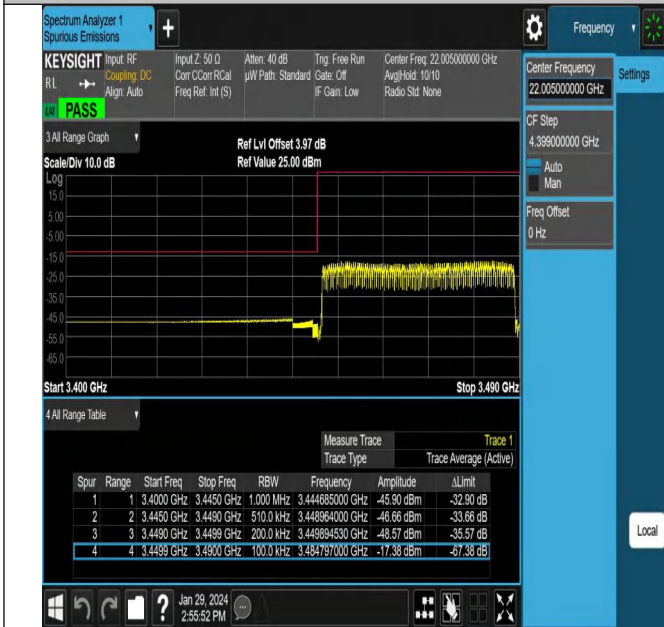 Spectrum Analyzer 1
Spurious Emissions
+
Frequency
KEYSIGHT
RL
Input: RF
Coupling: DC
Align: Auto
Input Z: 50 Ω
Corr CCorr RCal
Freq Ref: Int (S)
Atten: 40 dB
µW Path: Standard
Trig: Free Run
Gate: Off
IF Gain: Low
Center Freq: 22.005000000 GHz
Avg|Hold: 10/10
Radio Std: None
PASS
Center Frequency
22.005000000 GHz
Settings
CF Step
4.399000000 GHz
Auto
Man
Freq Offset
0 Hz
3 All Range Graph
Ref Lvl Offset 3.97 dB
Scale/Div 10.0 dB
Ref Value 25.00 dBm
Log
15.0
5.00
-5.00
-15.0
-25.0
-35.0
-45.0
-55.0
-65.0
Start 3.400 GHz
Stop 3.490 GHz
4 All Range Table
Measure Trace Trace 1
Trace Type Trace Average (Active)
Spur Range Start Freq Stop Freq RBW Frequency Amplitude ΔLimit
1 1 3.4000 GHz 3.4450 GHz 1.000 MHz 3.444685000 GHz -45.90 dBm -32.90 dB
2 2 3.4450 GHz 3.4490 GHz 510.0 kHz 3.448964000 GHz -46.66 dBm -33.66 dB
3 3 3.4490 GHz 3.4499 GHz 200.0 kHz 3.449894530 GHz -48.57 dBm -35.57 dB
4 4 3.4499 GHz 3.4900 GHz 100.0 kHz 3.484797000 GHz -17.38 dBm -67.38 dB
Local
?
Jan 29, 2024
2:55:52 PM